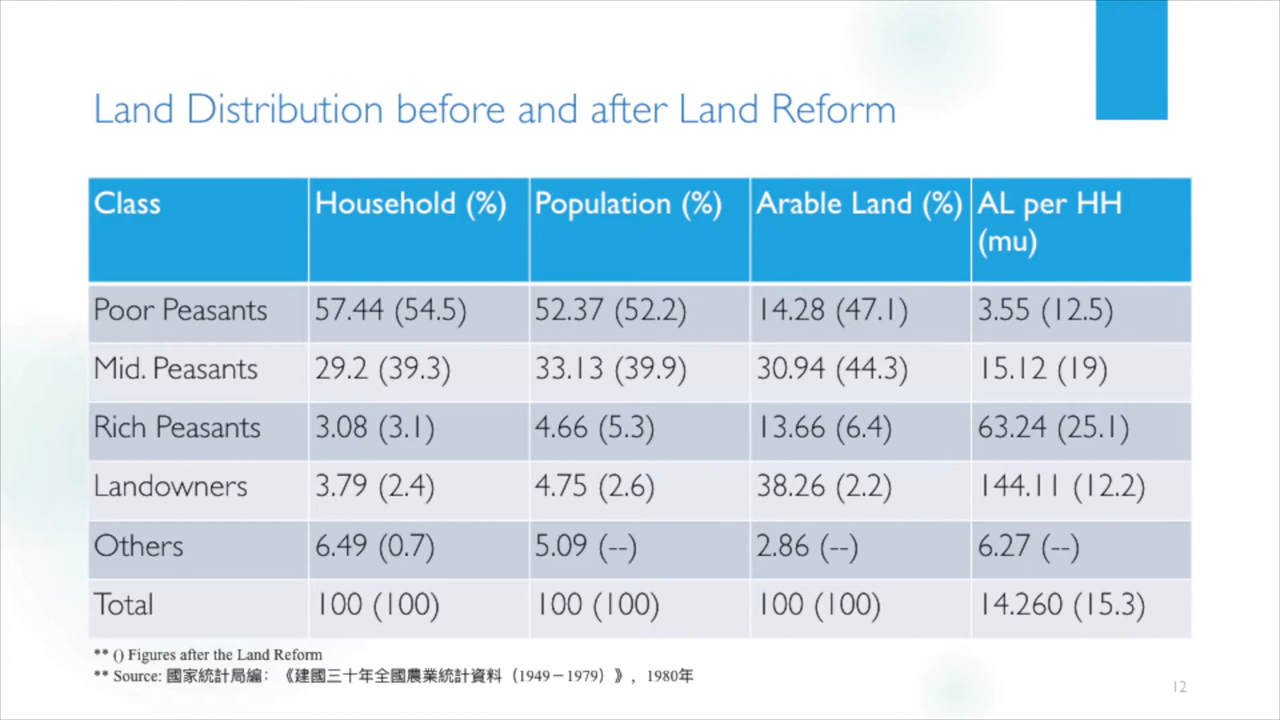 Land Distribution before and after Land Reform
Class Household (%) Population (%) Arable Land (%) AL per HH (mu)
Poor Peasants 57.44 (54.5) 52.37 (52.2) 14.28 (47.1) 3.55 (12.5)
Mid. Peasants 29.2 (39.3) 33.13 (39.9) 30.94 (44.3) 15.12 (19)
Rich Peasants 3.08 (3.1) 4.66 (5.3) 13.66 (6.4) 63.24 (25.1)
Landowners 3.79 (2.4) 4.75 (2.6) 38.26 (2.2) 144.11 (12.2)
Others 6.49 (0.7) 5.09 (--) 2.86 (--) 6.27 (--)
Total 100 (100) 100 (100) 100 (100) 14.260 (15.3)
** () Figures after the Land Reform
** Source: 國家統計局編：《建國三十年全國農業統計資料（1949－1979）》，1980年
12